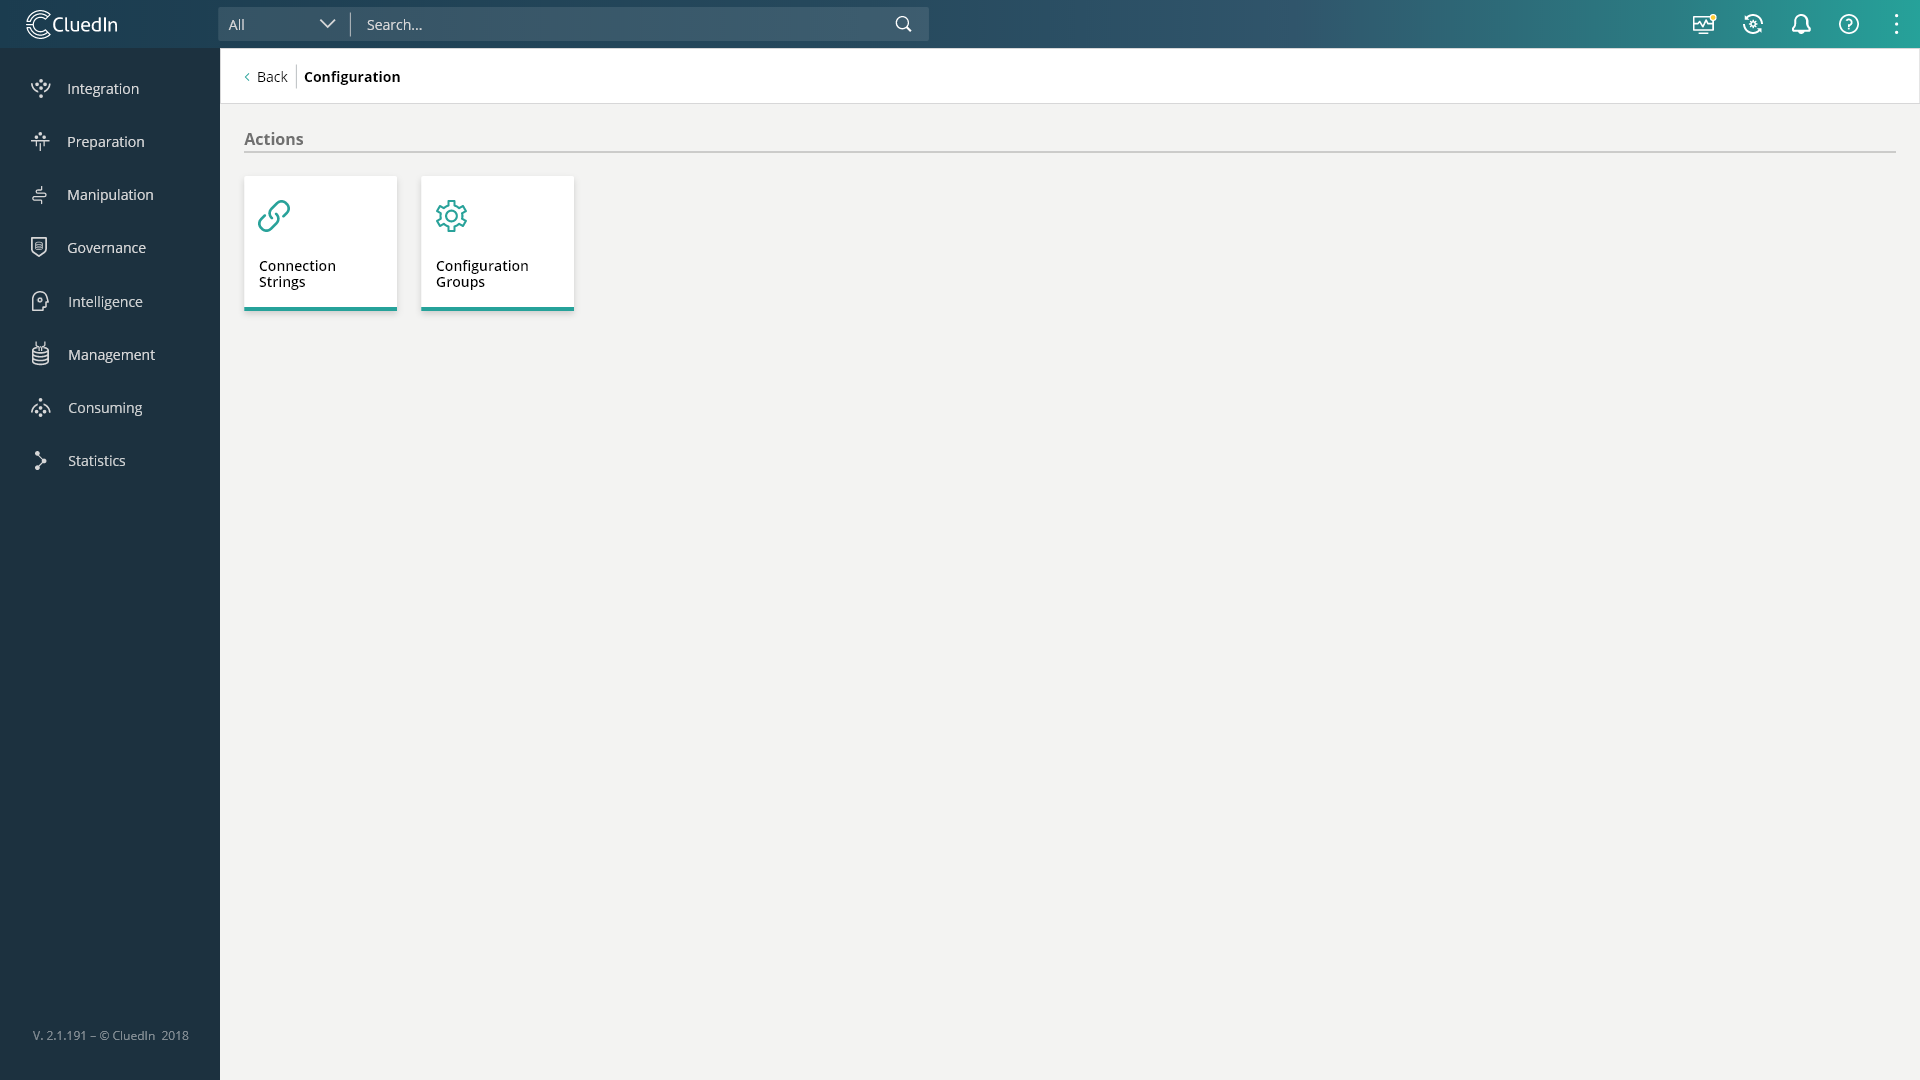 CluedIn
All
Search...
Back
Configuration
Integration
Preparation
Manipulation
Governance
Intelligence
Management
Consuming
Statistics
Actions
Connection
Strings
Configuration
Groups
V. 2.1.191 – © CluedIn 2018